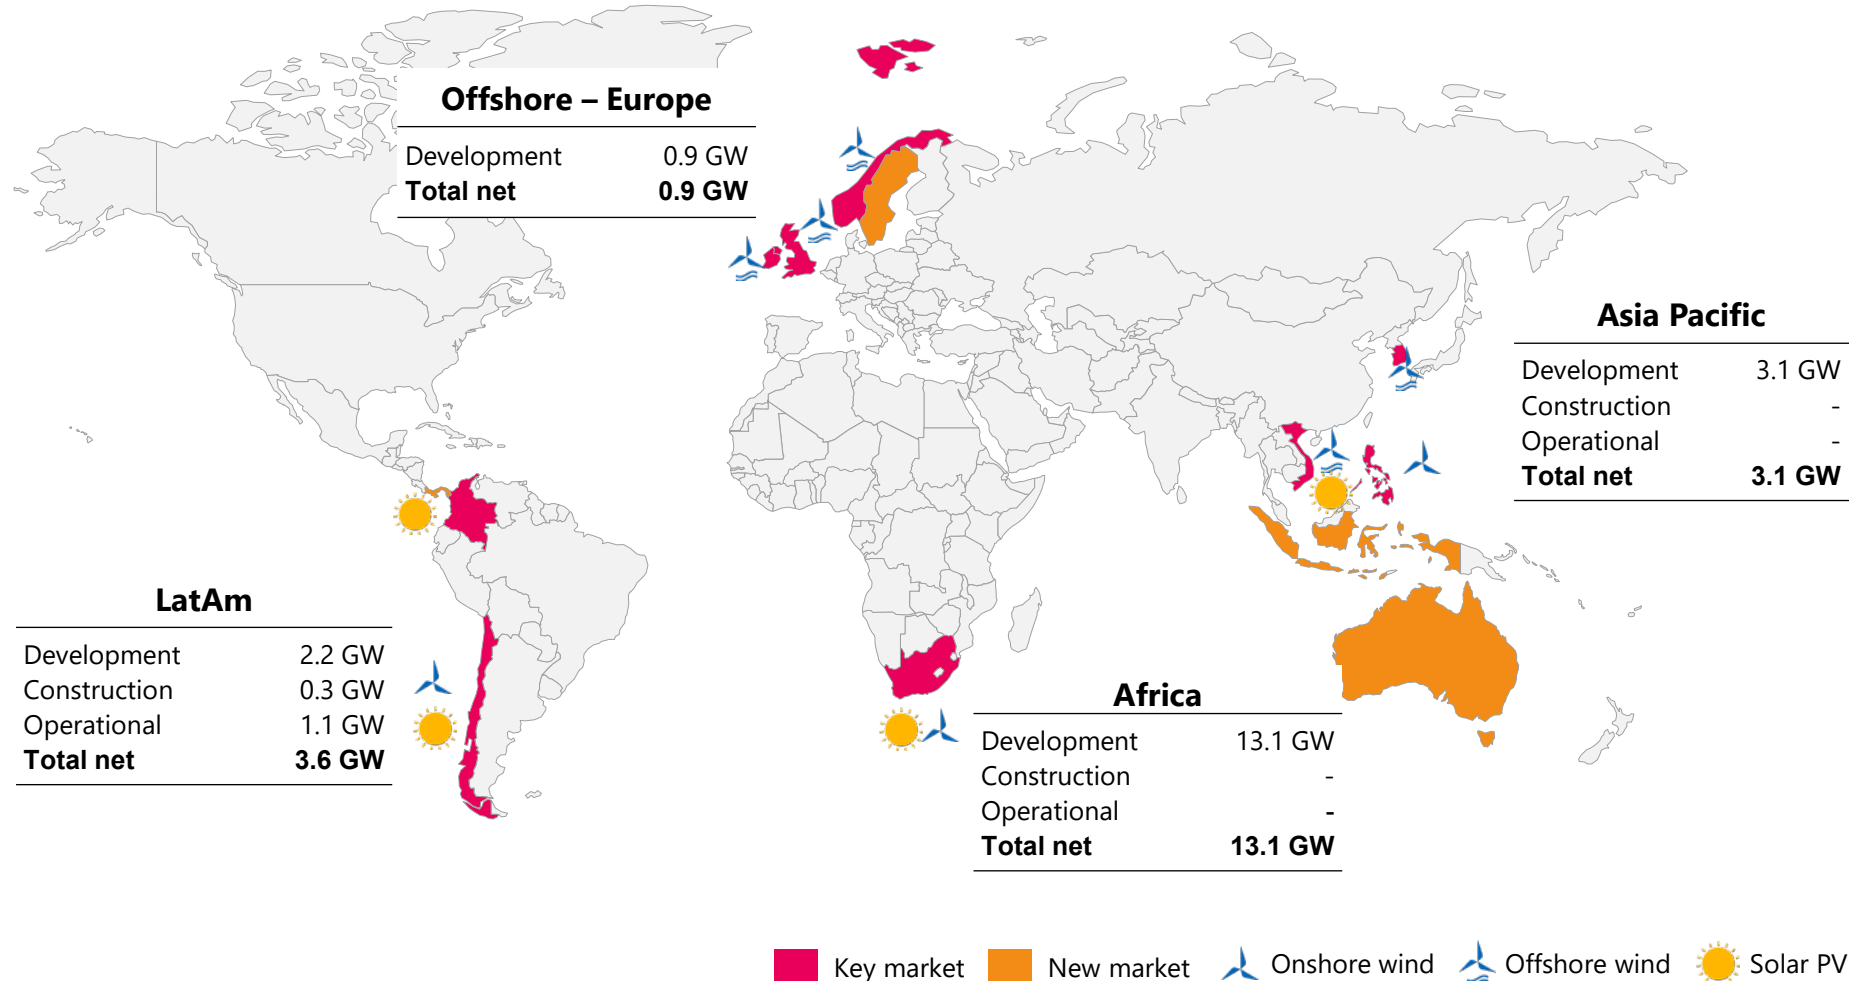 Offshore – Europe
Development 0.9 GW
Total net 0.9 GW
Asia Pacific
Development 3.1 GW
Construction -
Operational -
Total net 3.1 GW
LatAm
Development 2.2 GW
Construction 0.3 GW
Operational 1.1 GW
Total net 3.6 GW
Africa
Development 13.1 GW
Construction -
Operational -
Total net 13.1 GW
Key market New market Onshore wind Offshore wind Solar PV